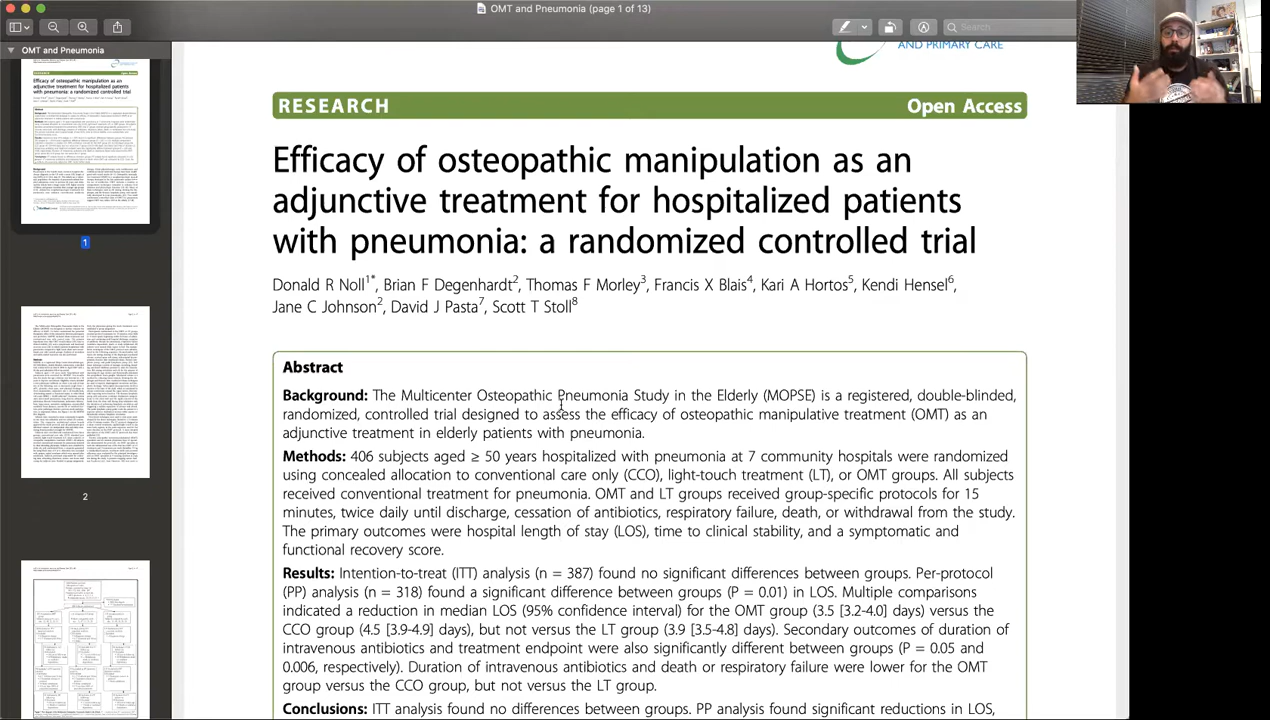 OMT and Pneumonia (page 1 of 13)
Search
OMT and Pneumonia
1
2
AND PRIMARY CARE
RESEARCH Open Access
Efficacy of osteopathic manipulation as an
adjunctive treatment for hospitalized patients
with pneumonia: a randomized controlled trial
Donald R Noll1*, Brian F Degenhardt2, Thomas F Morley3, Francis X Blais4, Kari A Hortos5, Kendi Hensel6,
Jane C Johnson2, David J Pasta7, Scott T Stoll8
Abstract
Background: The Multicenter Osteopathic Pneumonia Study in the Elderly (MOPSE) is a registered, double-blinded,
randomized, controlled trial designed to assess the efficacy of osteopathic manipulative treatment (OMT) as an
adjunctive treatment in elderly patients with pneumonia.
Methods: 406 subjects aged ≥ 50 years hospitalized with pneumonia at 7 community hospitals were randomized
using concealed allocation to conventional care only (CCO), light-touch treatment (LT), or OMT groups. All subjects
received conventional treatment for pneumonia. OMT and LT groups received group-specific protocols for 15
minutes, twice daily until discharge, cessation of antibiotics, respiratory failure, death, or withdrawal from the study.
The primary outcomes were hospital length of stay (LOS), time to clinical stability, and a symptomatic and
functional recovery score.
Results: Intention-to-treat (ITT) analysis (n = 387) found no significant differences between groups. Per-protocol
(PP) analysis (n = 318) found a significant difference between groups (P = 0.01) in LOS. Multiple comparisons
indicated a reduction in median LOS (95% confidence interval) for the OMT group (3.5 [3.2-4.0] days) versus the
CCO group (4.5 [3.9-4.9] days), but not versus the LT group (3.9 [3.5-4.8] days). Secondary outcomes of duration of
intravenous antibiotics and treatment endpoint were also significantly different between groups (P = 0.05 and
0.006, respectively). Duration of intravenous antibiotics and death or respiratory failure were lower for the OMT
group versus the CCO group, but not versus the LT group.
Conclusions: ITT analysis found no differences between groups. PP analysis found significant reductions in LOS,